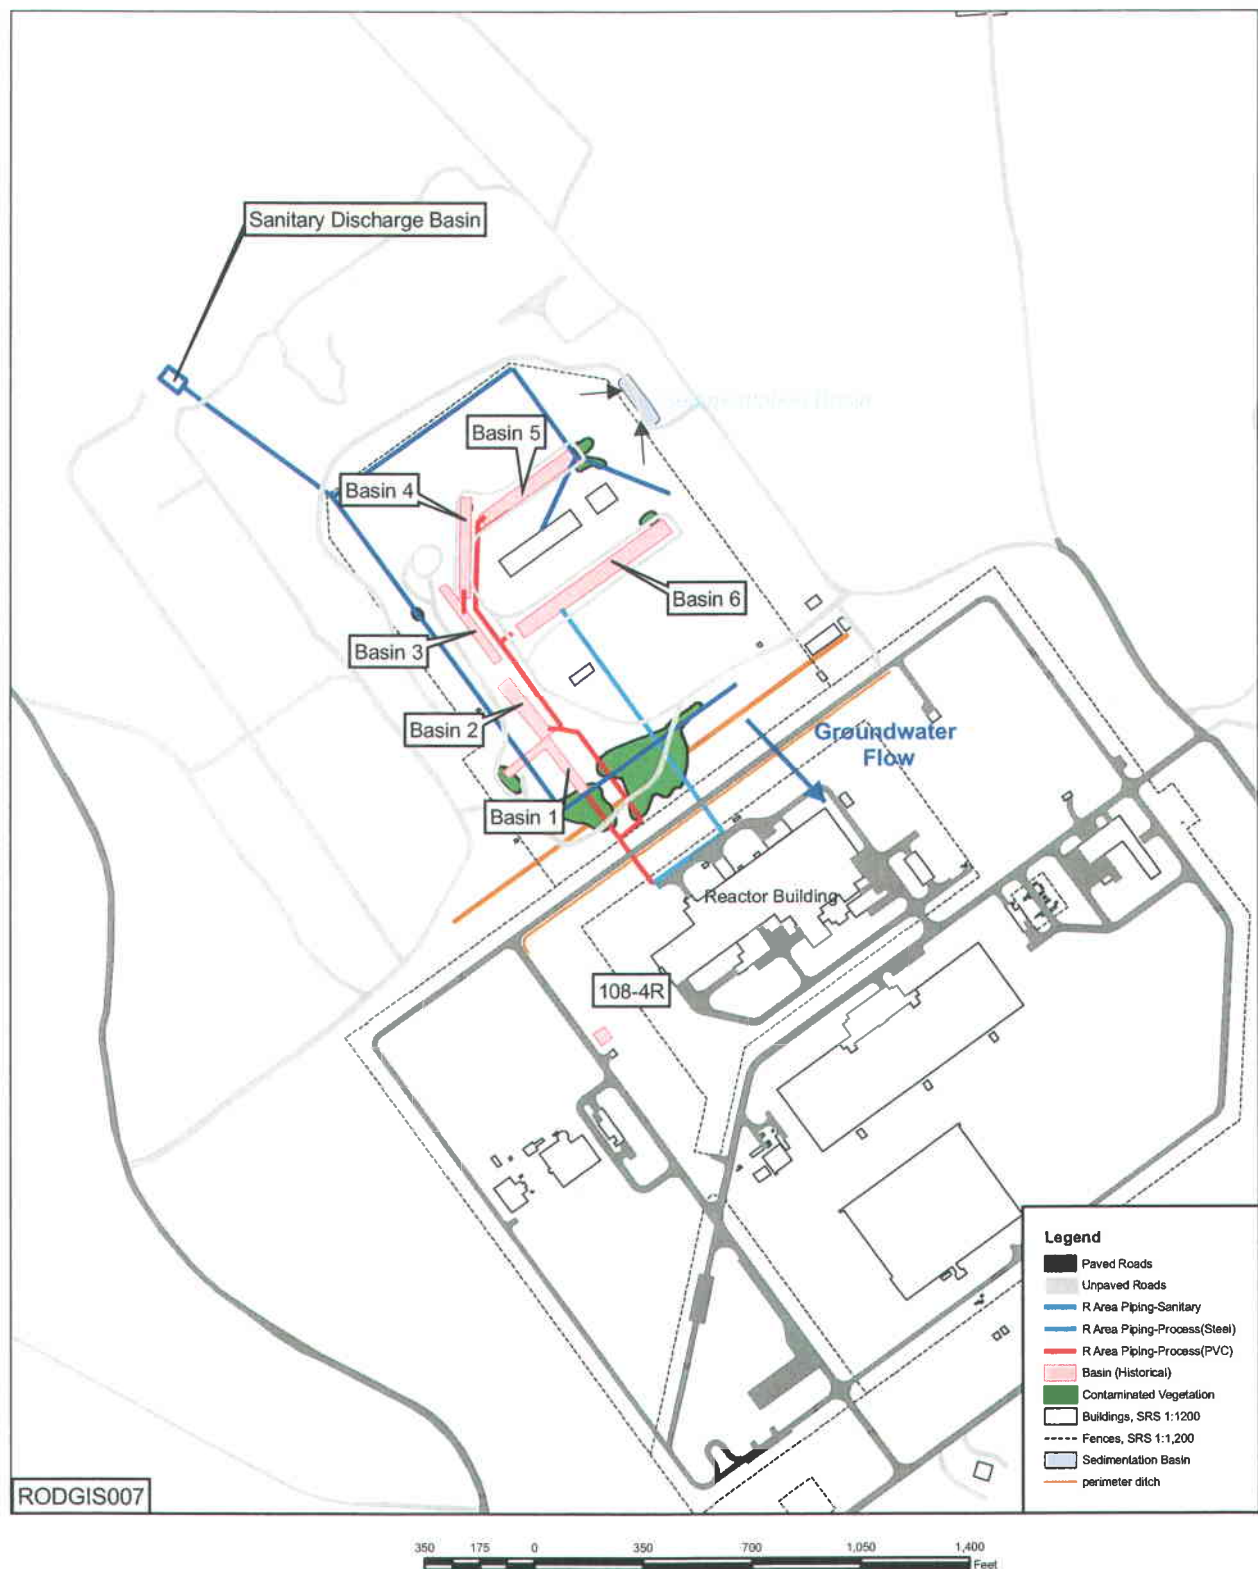 Sanitary Discharge Basin
Basin 5
Basin 4
Basin 6
Basin 3
Basin 2
Groundwater
Flow
Basin 1
Reactor Building
108-4R
Legend
Paved Roads
Unpaved Roads
R Area Piping-Sanitary
R Area Piping-Process(Steel)
R Area Piping-Process(PVC)
Basin (Historical)
Contaminated Vegetation
Buildings, SRS 1:1200
Fences, SRS 1:1,200
Sedimentation Basin
perimeter ditch
RODGIS007
350 175 0 350 700 1,050 1,400
Feet